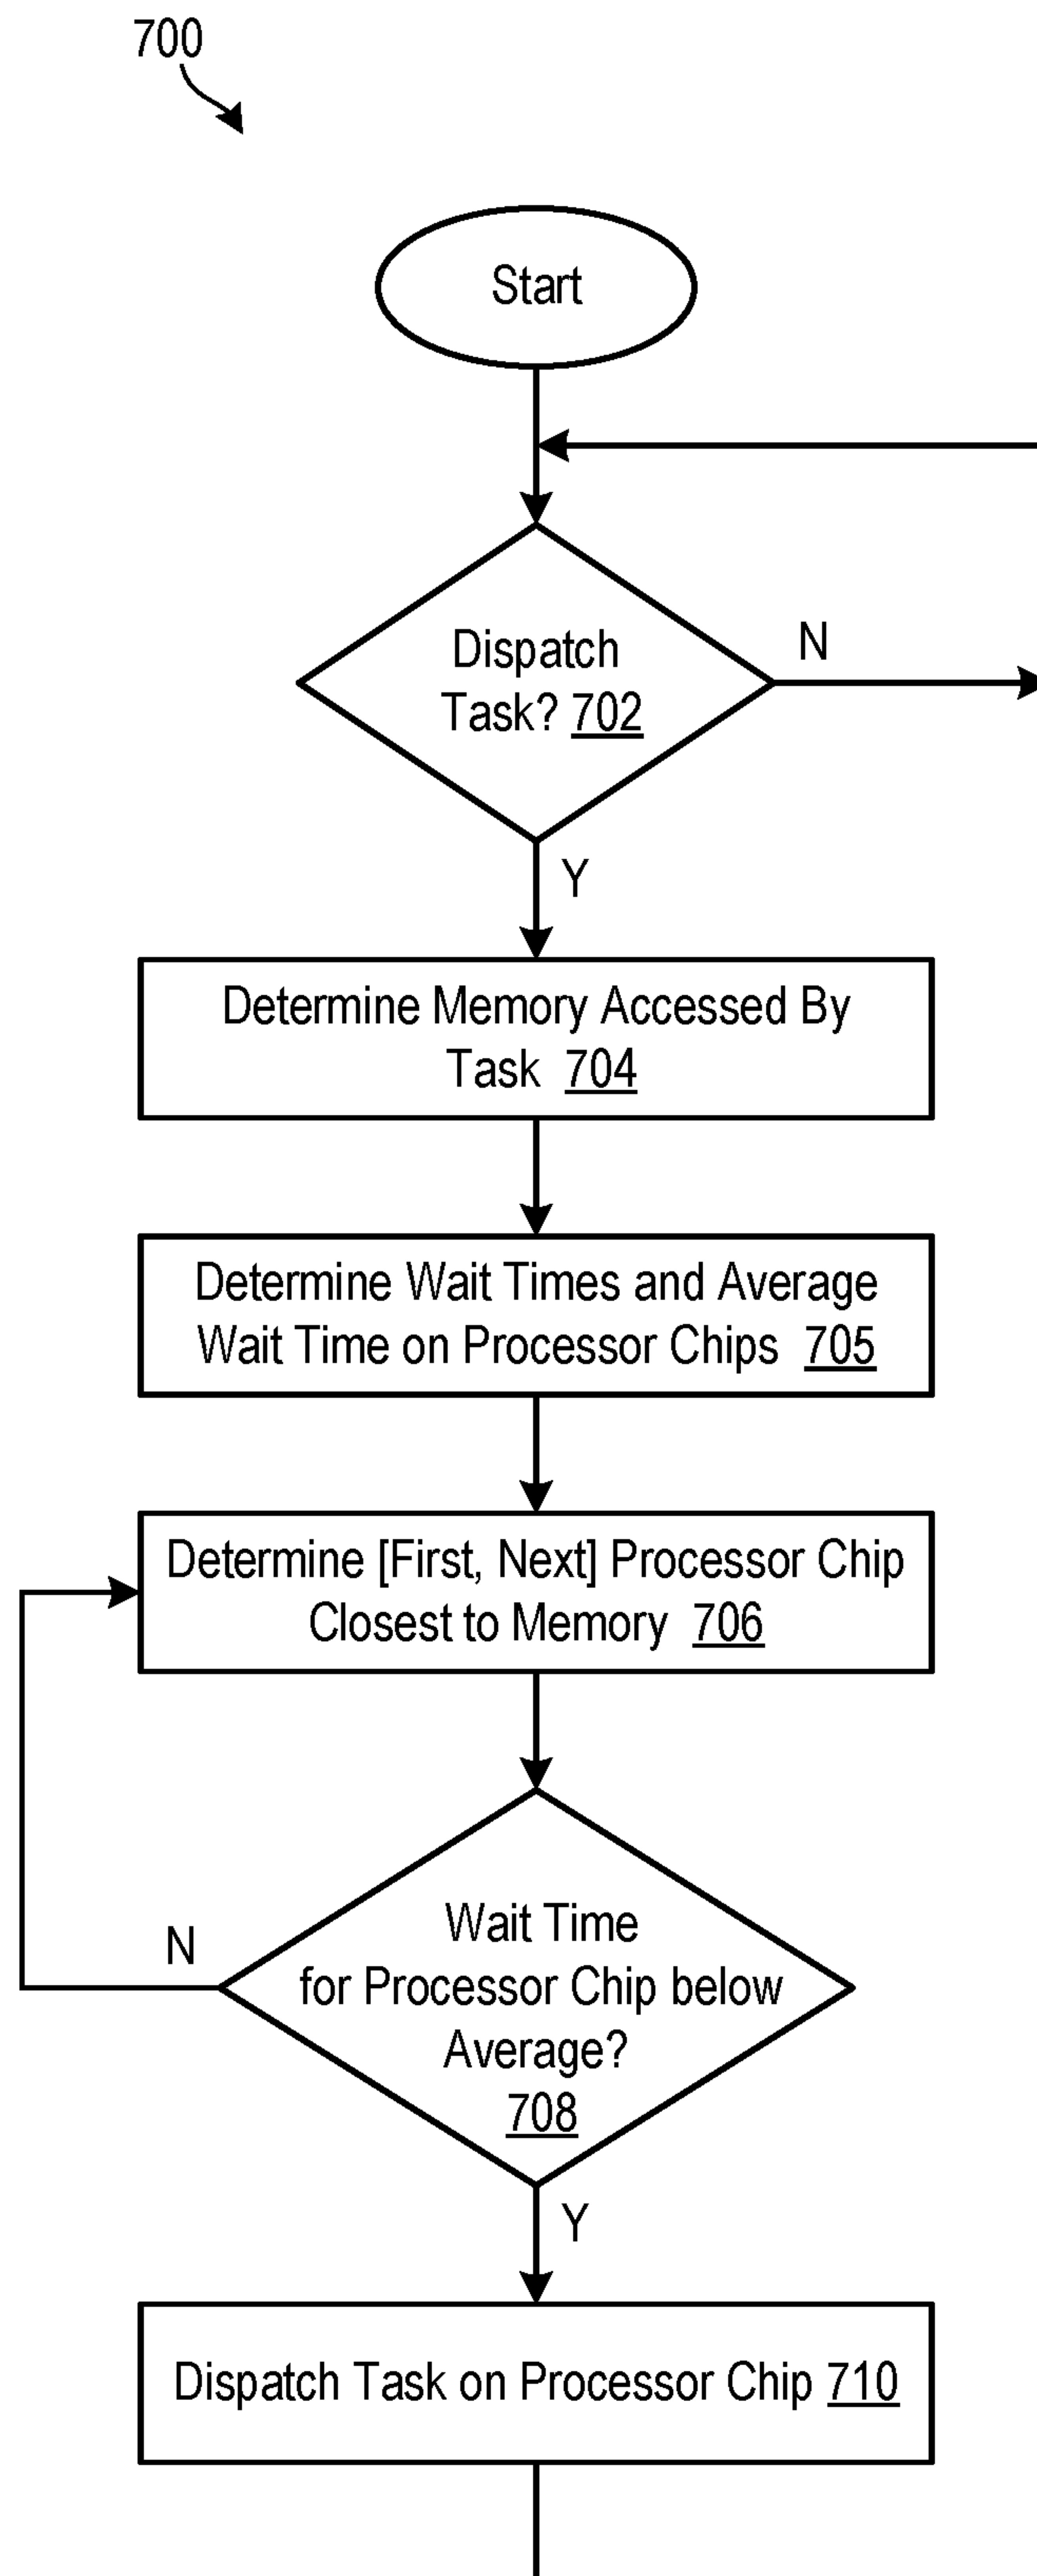 700
Start
Dispatch
Task? 702
N
Y
Determine Memory Accessed By
Task 704
Determine Wait Times and Average
Wait Time on Processor Chips 705
Determine [First, Next] Processor Chip
Closest to Memory 706
Wait Time
for Processor Chip below
Average?
708
N
Y
Dispatch Task on Processor Chip 710